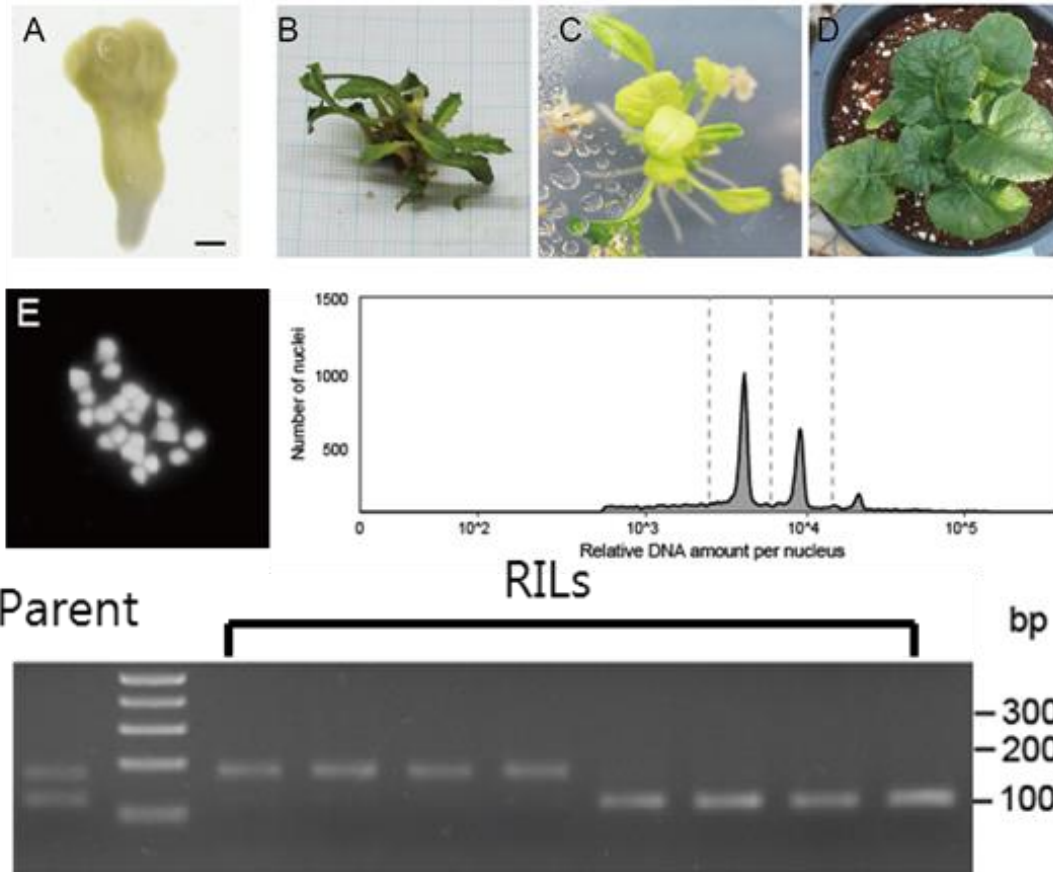 A
B
C
D
E
1500
1000
500
Number of nuclei
0
10^2
10^3
10^4
10^5
Relative DNA amount per nucleus
Parent
RILs
bp
300
200
100